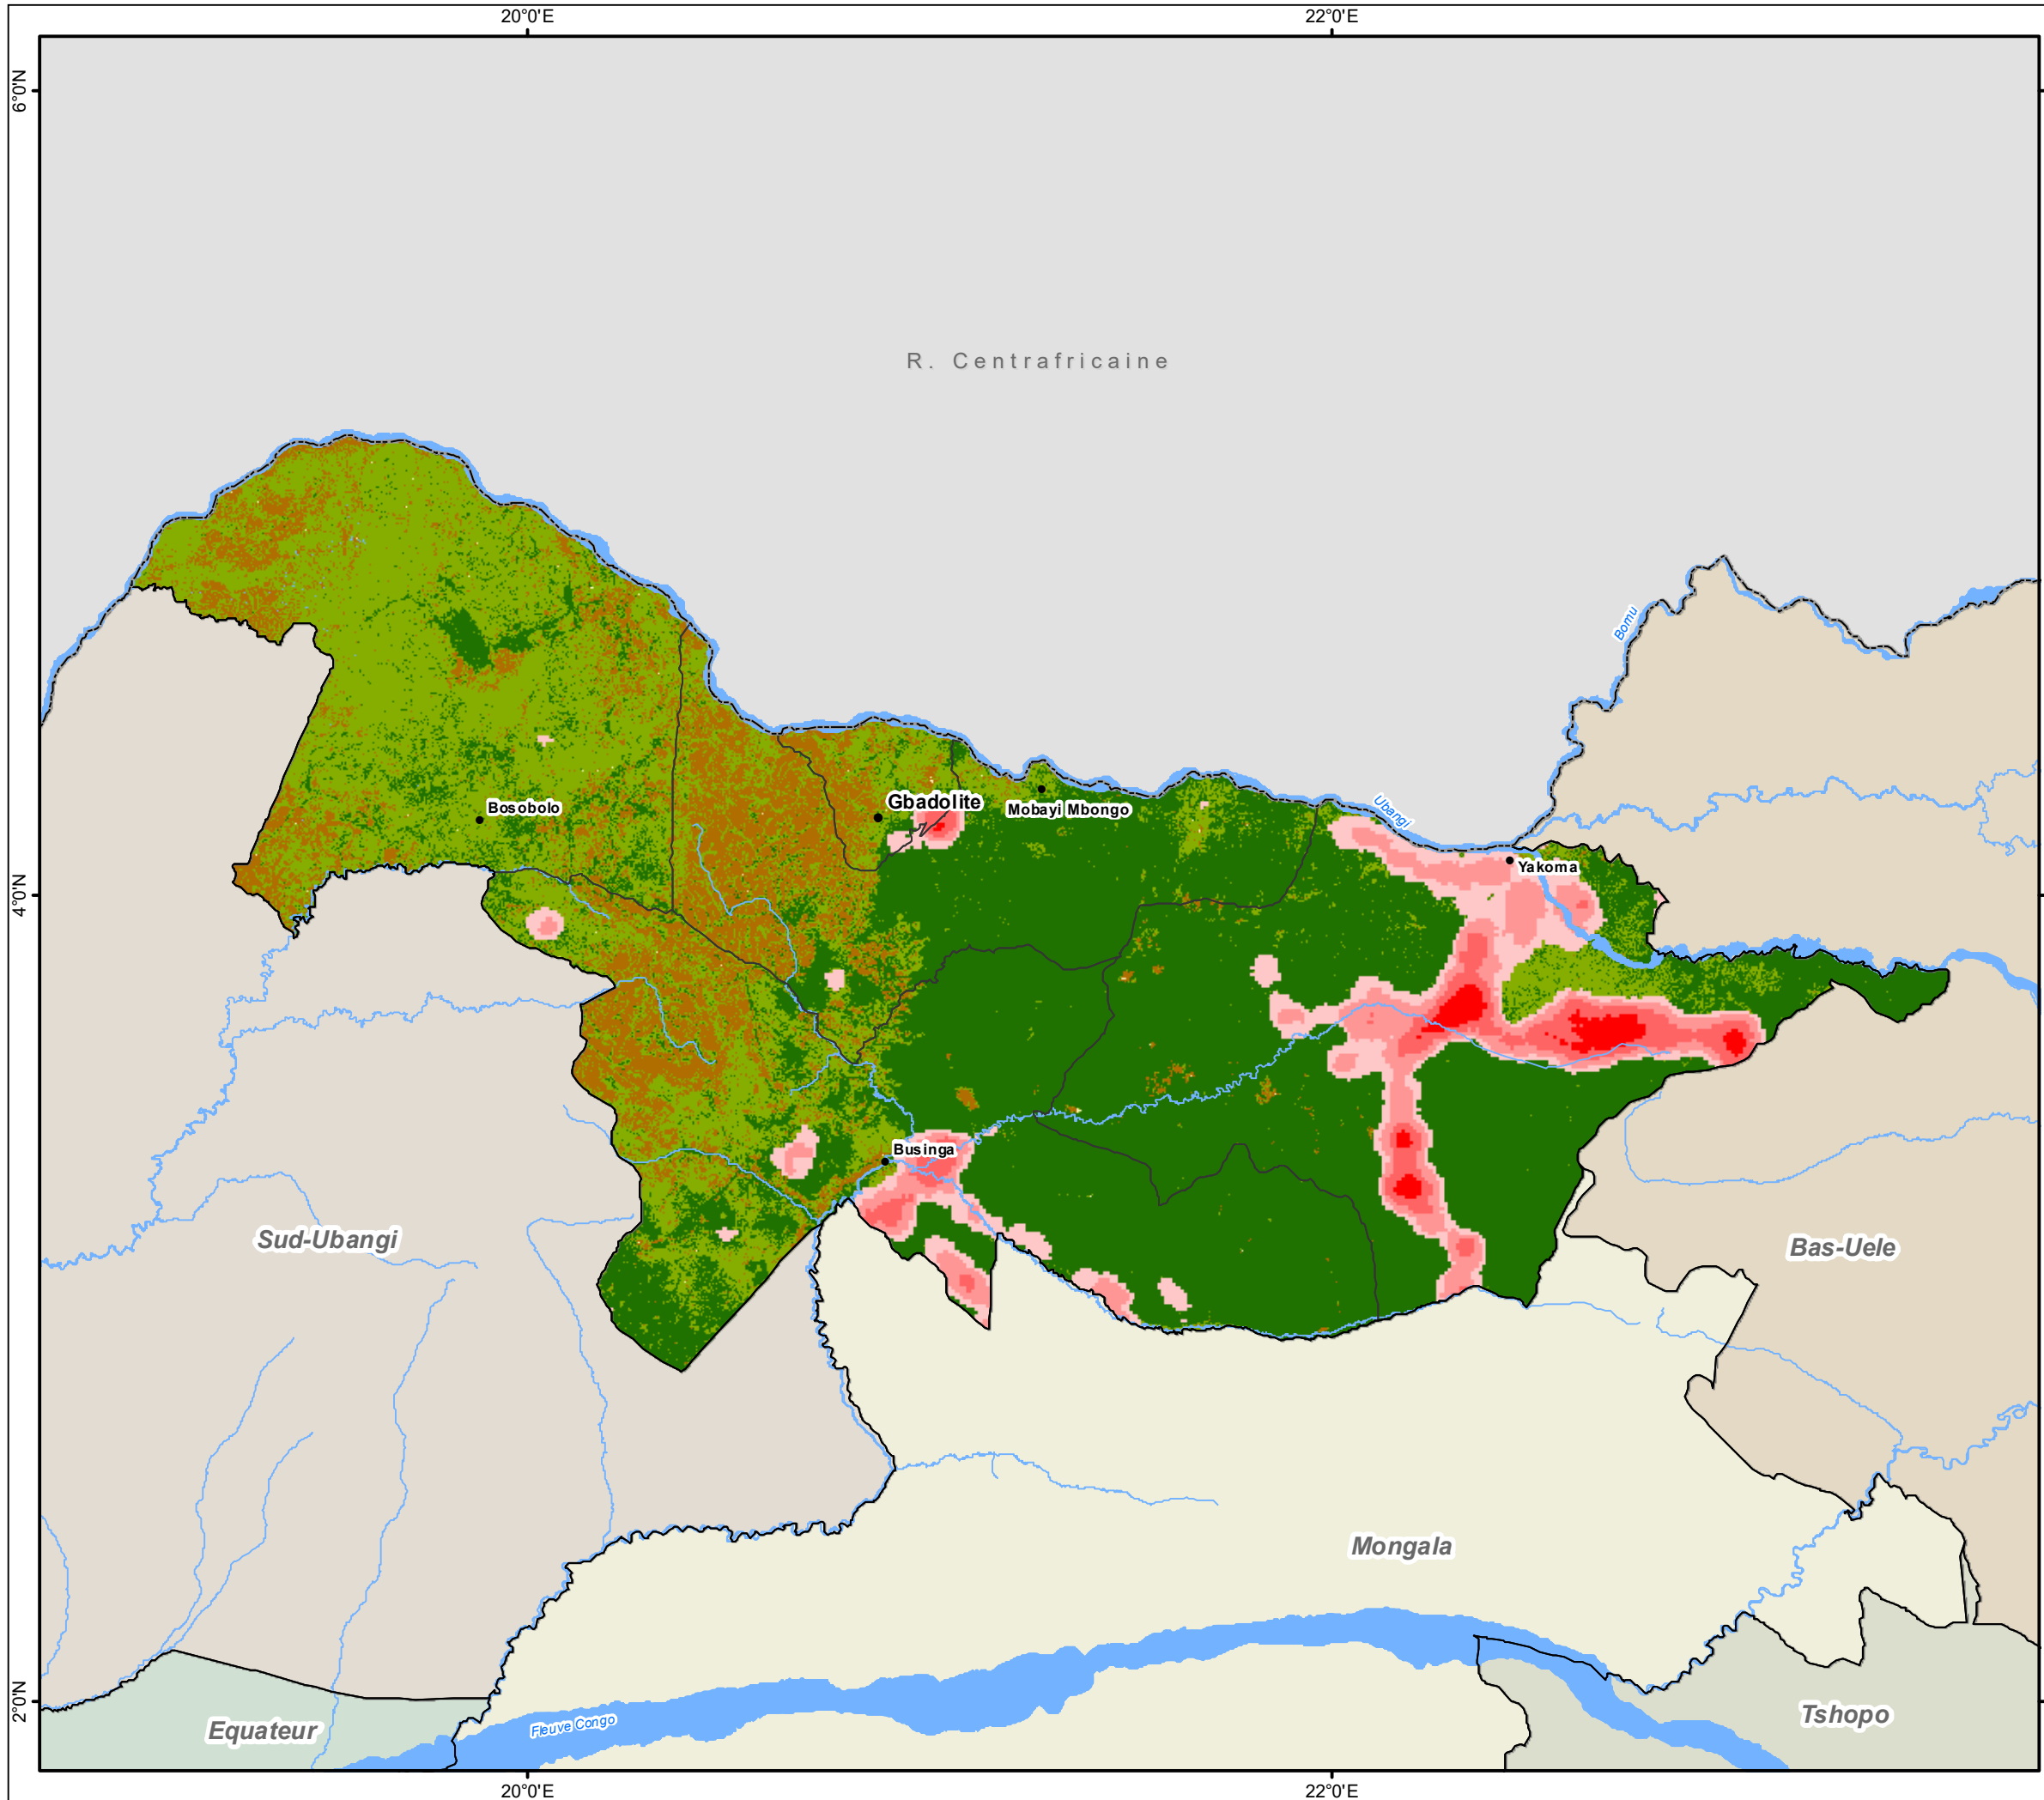 20°0'E 22°0'E
6°0'N
R. Centrafricaine
Bomu
Bosobolo
Gbadolite
Mobayi Mbongo
Ubangi
Yakoma
4°0'N
Businga
Sud-Ubangi
Bas-Uele
Mongala
2°0'N
Equateur
Fleuve Congo
Tshopo
20°0'E 22°0'E